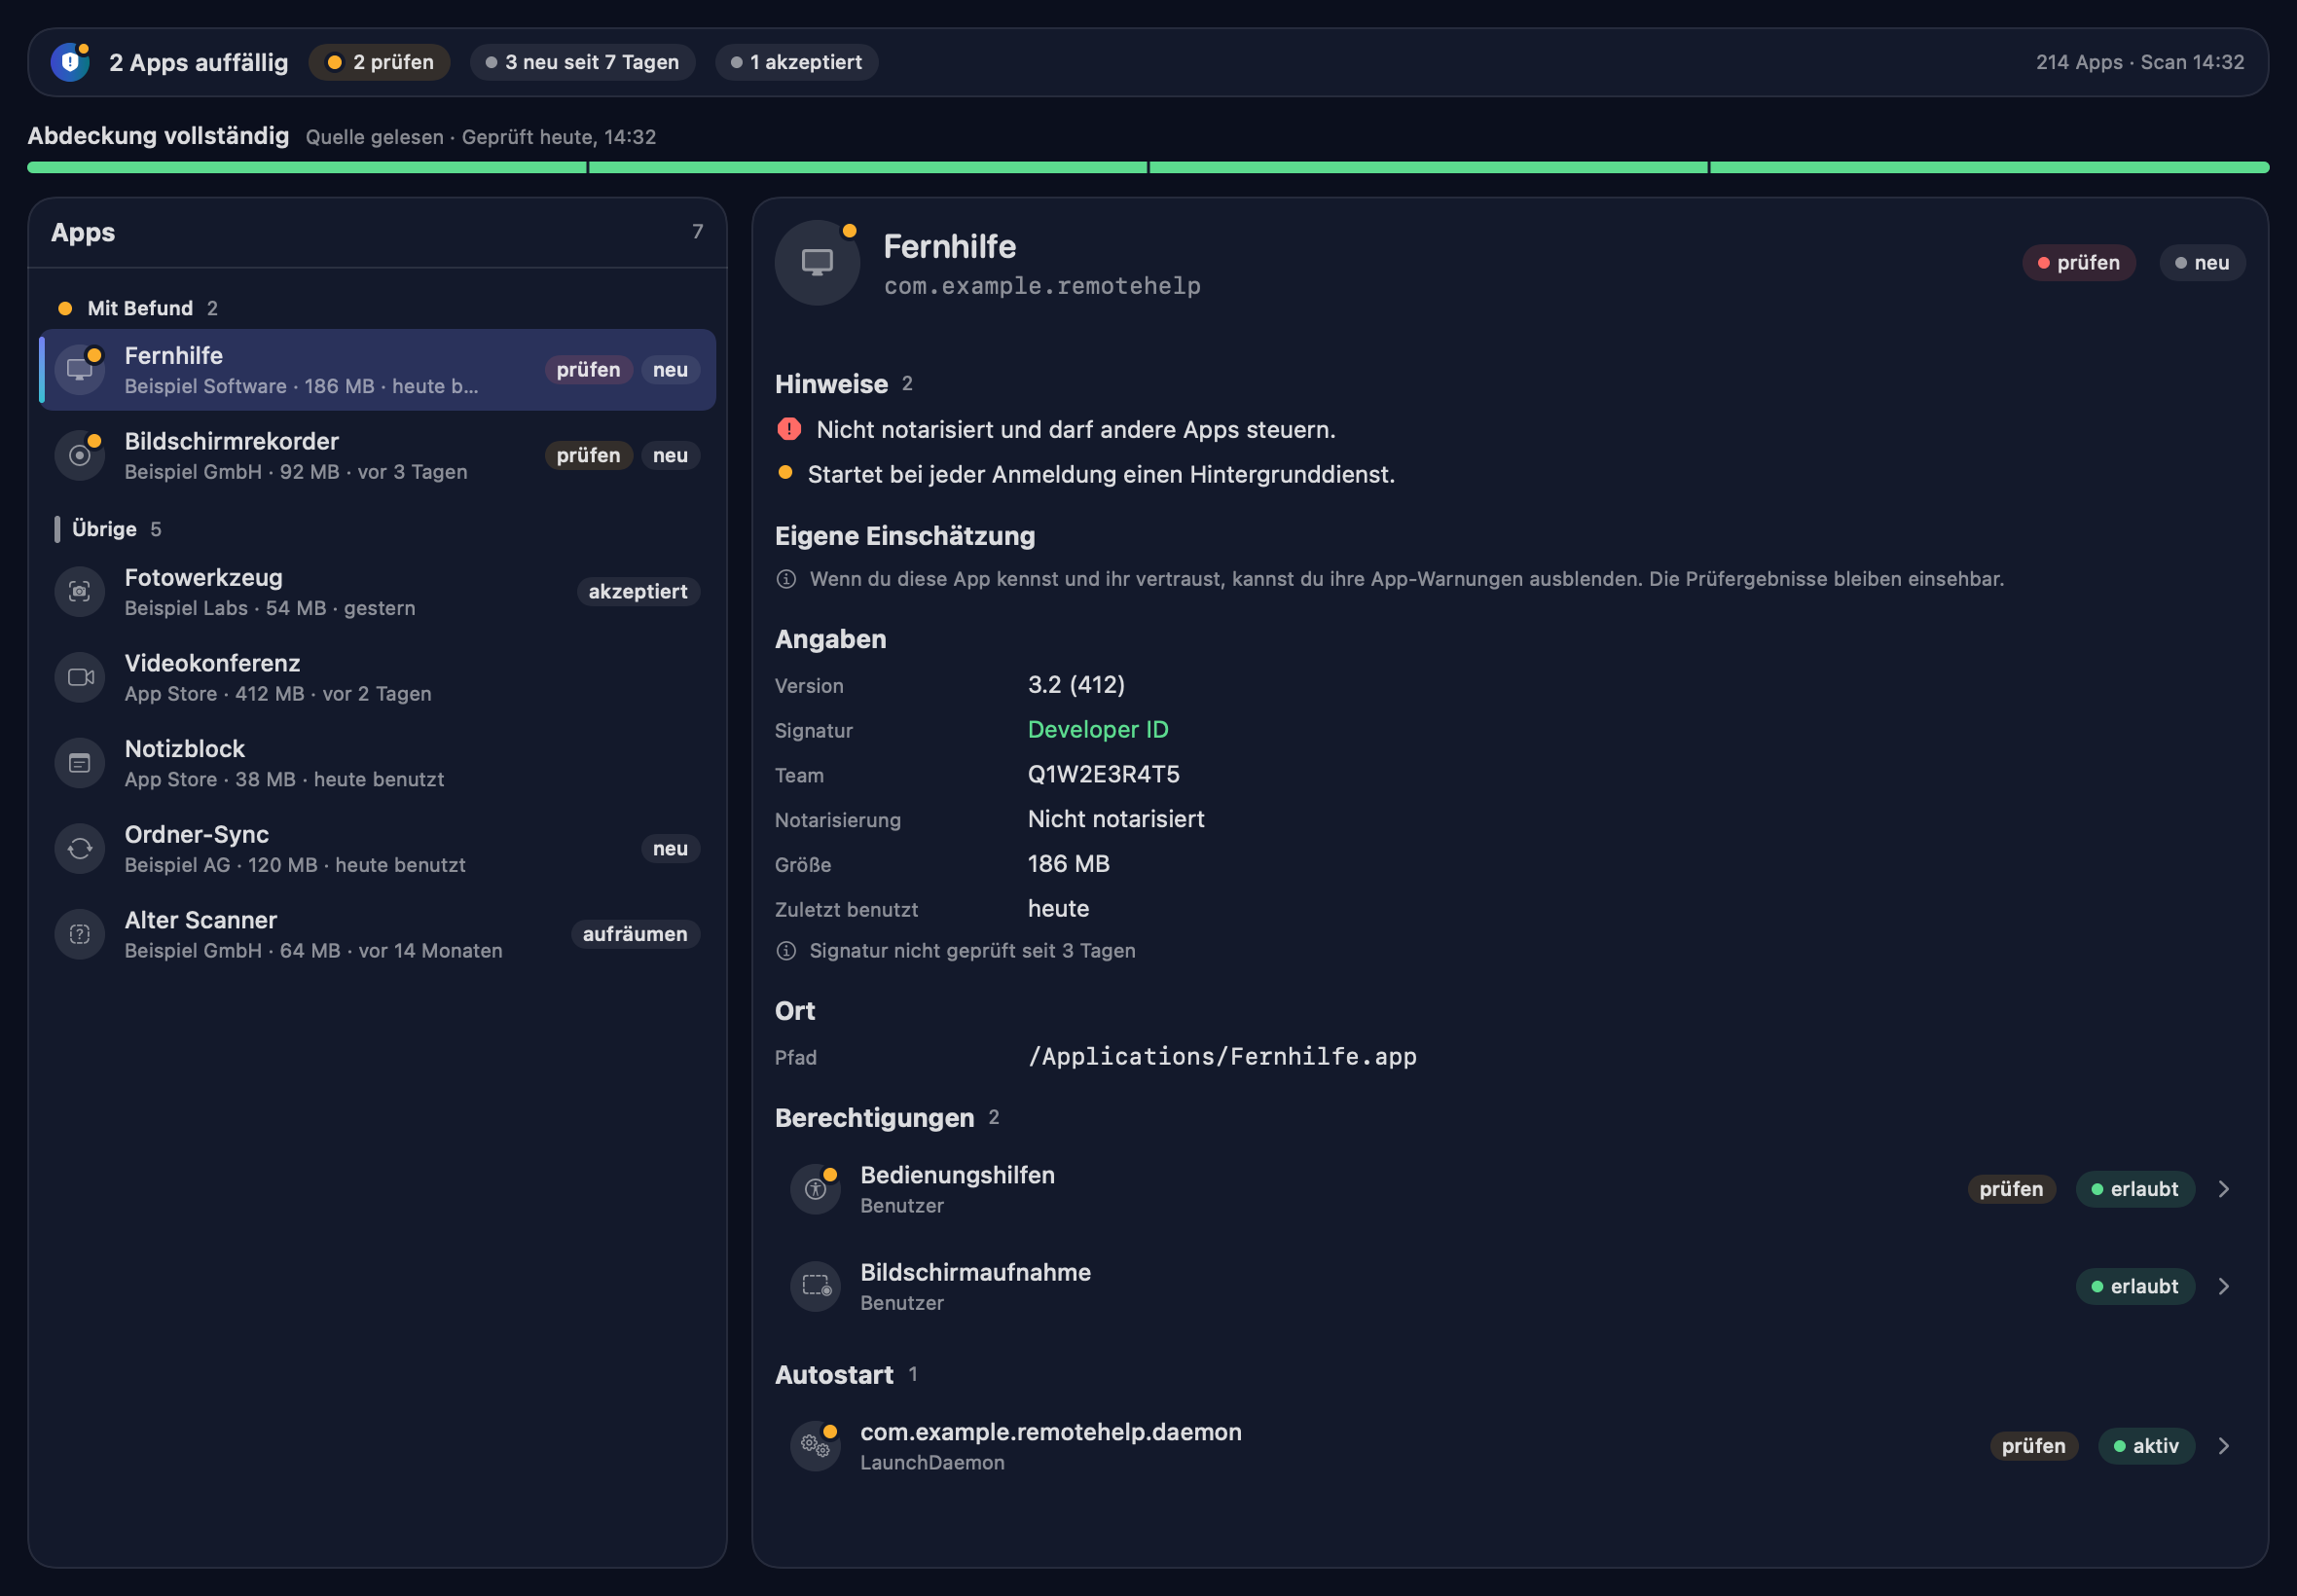 2 Apps auffällig
2 prüfen
3 neu seit 7 Tagen
1 akzeptiert
214 Apps · Scan 14:32
Abdeckung vollständig
Quelle gelesen · Geprüft heute, 14:32
Apps
7
Mit Befund 2
Fernhilfe
Beispiel Software · 186 MB · heute b...
prüfen
neu
Bildschirmrekorder
Beispiel GmbH · 92 MB · vor 3 Tagen
prüfen
neu
Übrige 5
Fotowerkzeug
Beispiel Labs · 54 MB · gestern
akzeptiert
Videokonferenz
App Store · 412 MB · vor 2 Tagen
Notizblock
App Store · 38 MB · heute benutzt
Ordner-Sync
Beispiel AG · 120 MB · heute benutzt
neu
Alter Scanner
Beispiel GmbH · 64 MB · vor 14 Monaten
aufräumen
Fernhilfe
com.example.remotehelp
prüfen
neu
Hinweise 2
Nicht notarisiert und darf andere Apps steuern.
Startet bei jeder Anmeldung einen Hintergrunddienst.
Eigene Einschätzung
Wenn du diese App kennst und ihr vertraust, kannst du ihre App-Warnungen ausblenden. Die Prüfergebnisse bleiben einsehbar.
Angaben
Version 3.2 (412)
Signatur Developer ID
Team Q1W2E3R4T5
Notarisierung Nicht notarisiert
Größe 186 MB
Zuletzt benutzt heute
Signatur nicht geprüft seit 3 Tagen
Ort
Pfad /Applications/Fernhilfe.app
Berechtigungen 2
Bedienungshilfen
Benutzer
prüfen
erlaubt
Bildschirmaufnahme
Benutzer
erlaubt
Autostart 1
com.example.remotehelp.daemon
LaunchDaemon
prüfen
aktiv